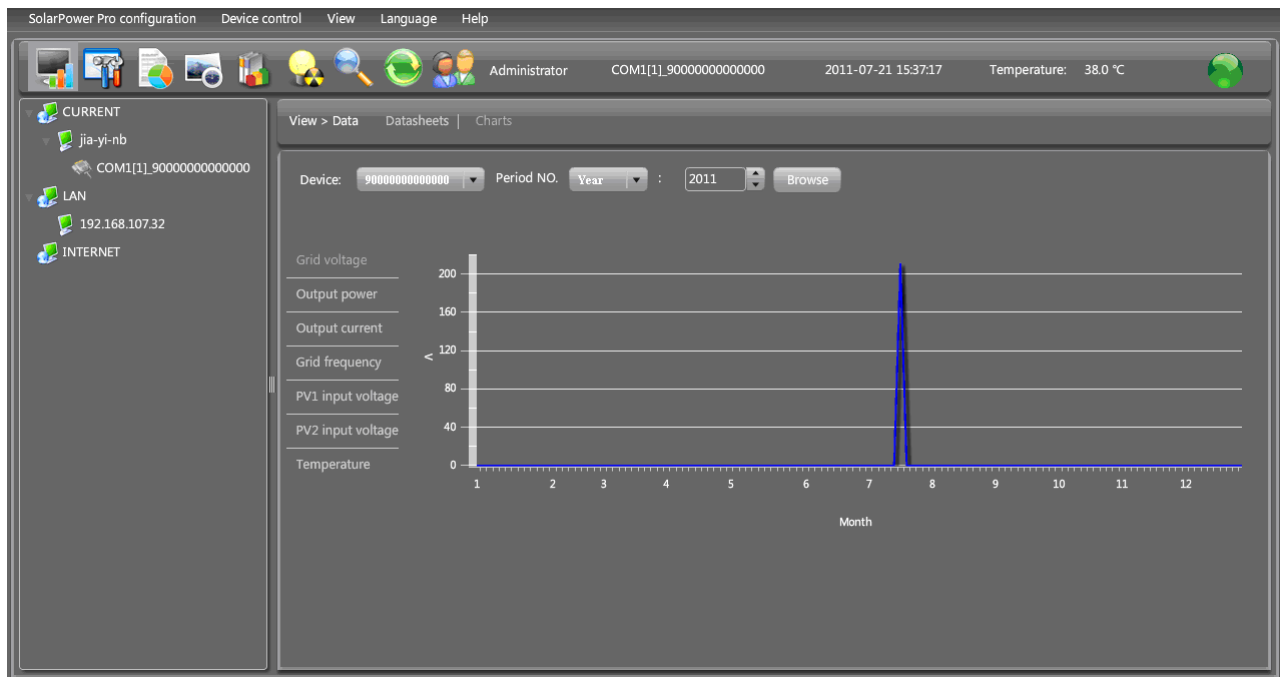 SolarPower Pro configuration Device control View Language Help
Administrator COM1[1]_90000000000000 2011-07-21 15:37:17 Temperature: 38.0 ℃
CURRENT
jia-yi-nb
COM1[1]_90000000000000
LAN
192.168.107.32
INTERNET
View > Data Datasheets | Charts
Device: 90000000000000 Period NO. Year : 2011 Browse
Grid voltage
Output power
Output current
Grid frequency
PV1 input voltage
PV2 input voltage
Temperature
V
200
160
120
80
40
0
1 2 3 4 5 6 7 8 9 10 11 12
Month